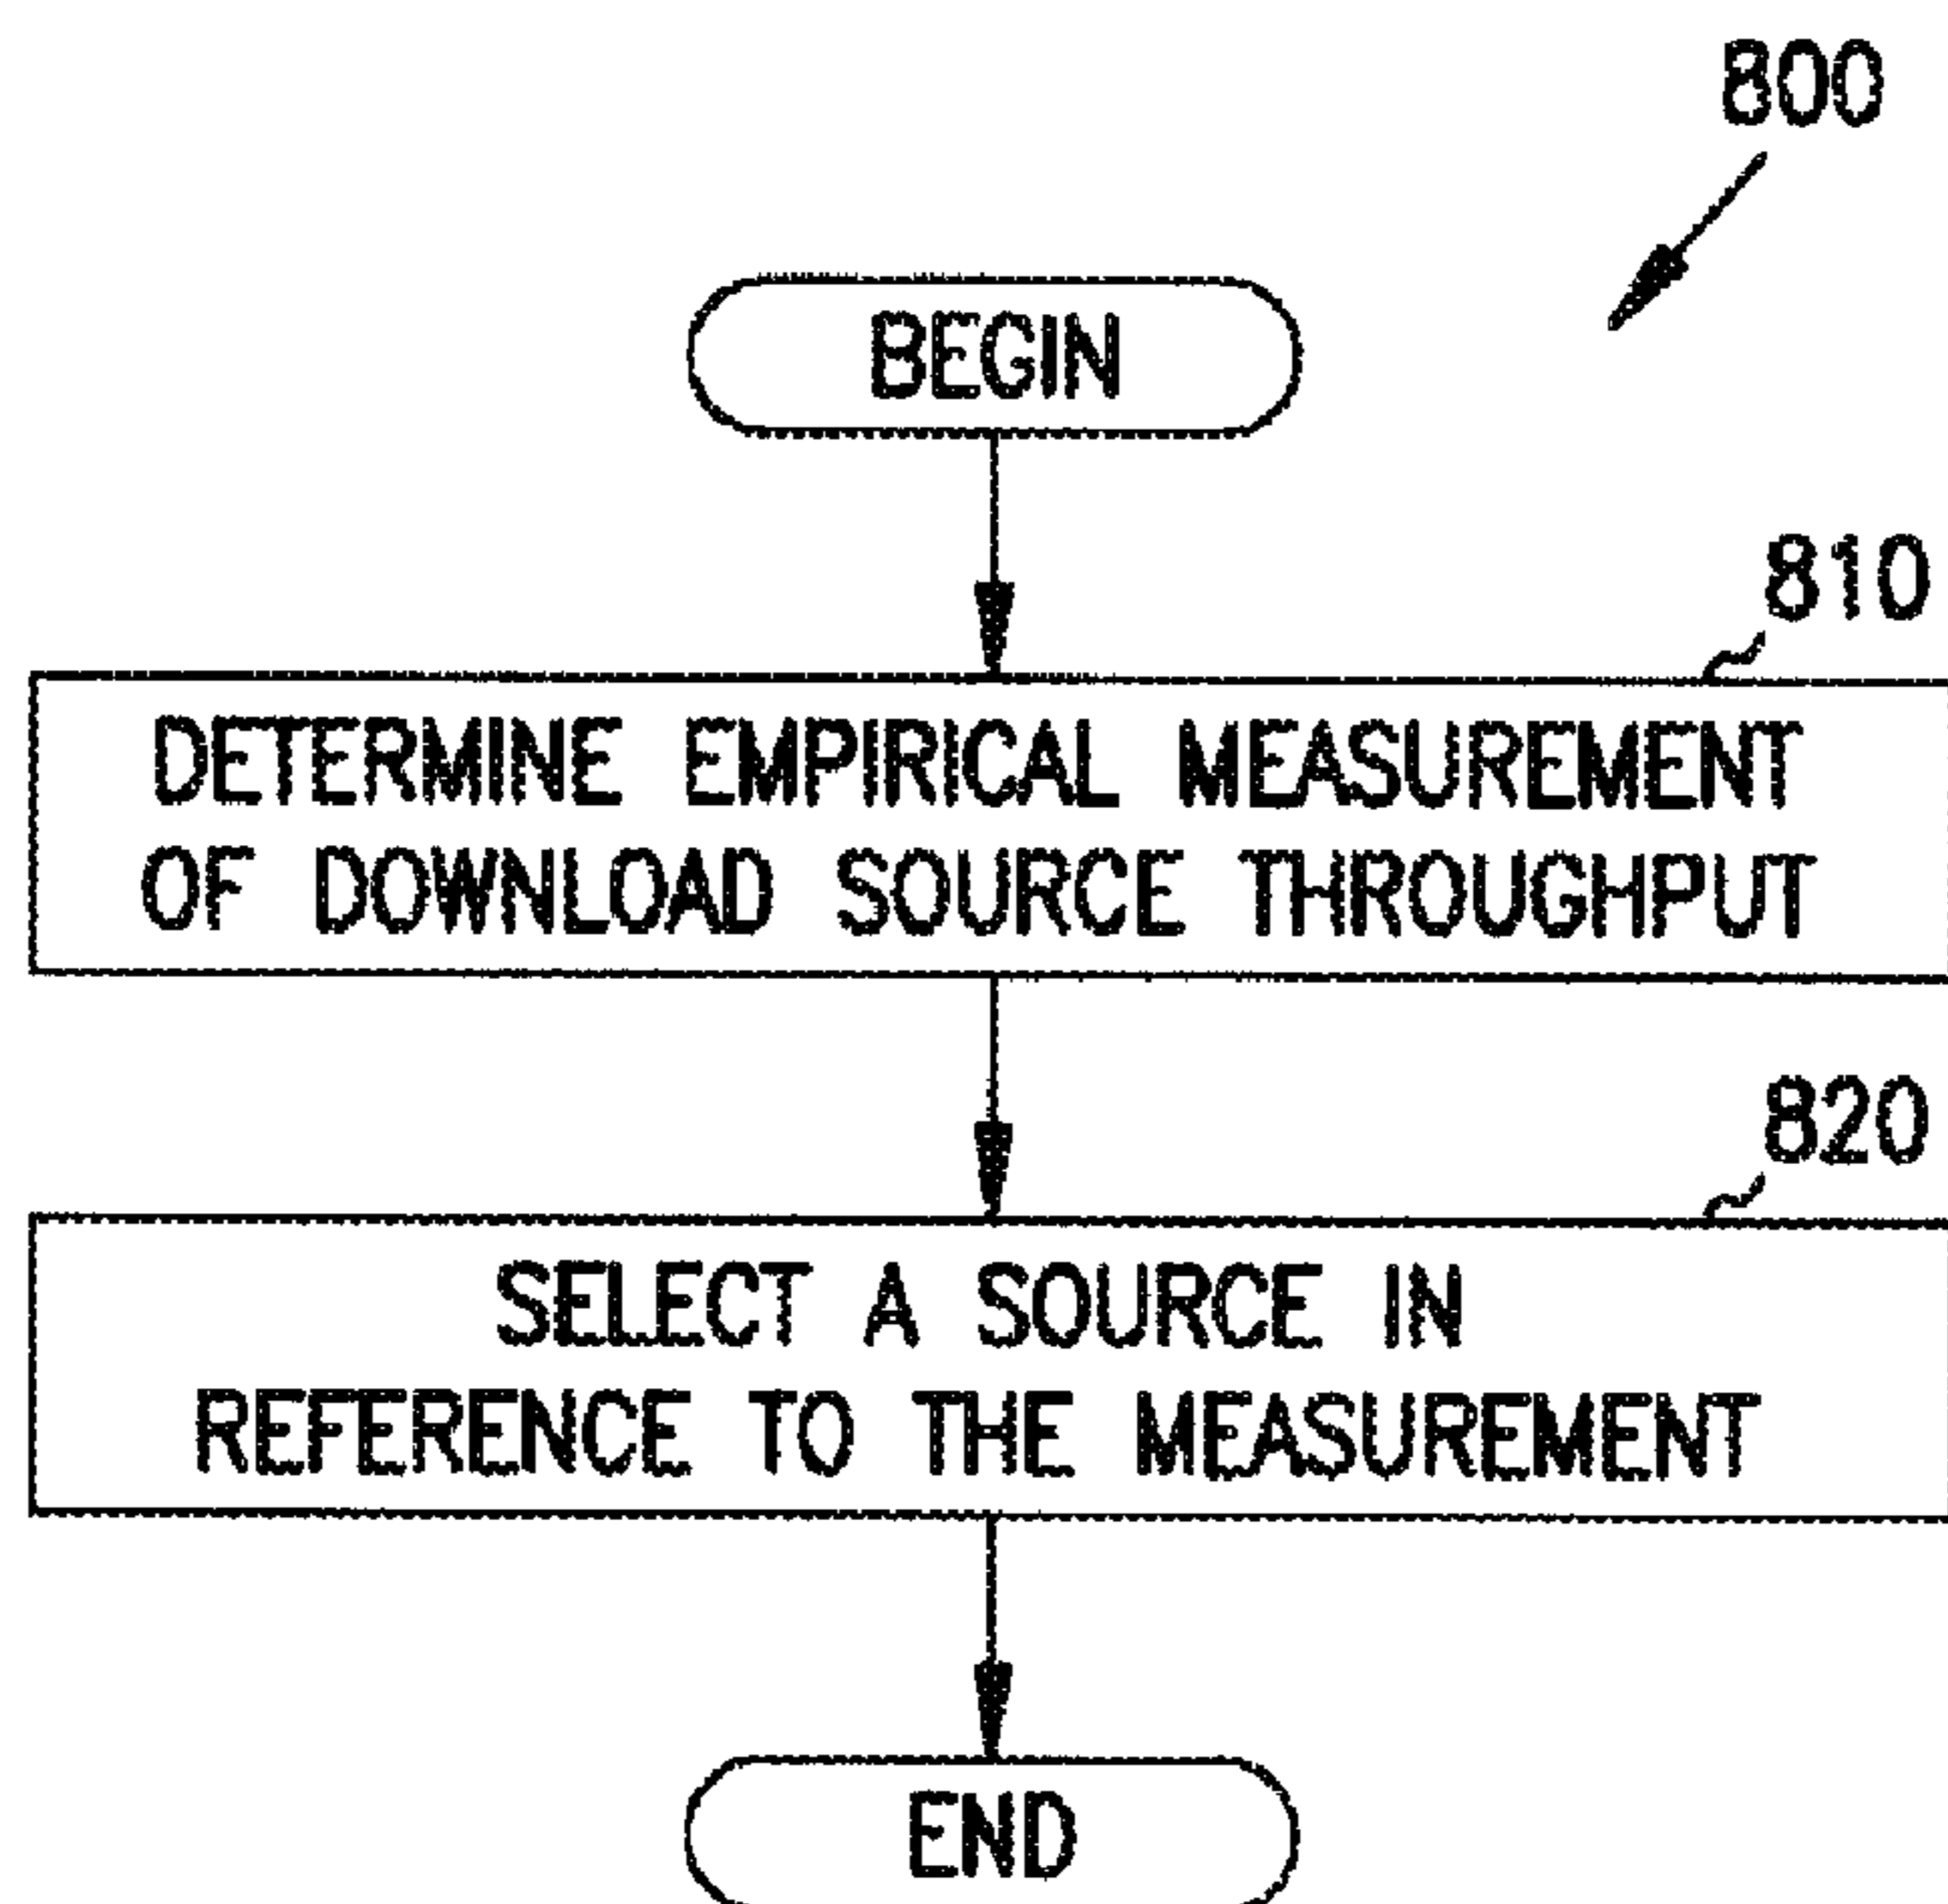 800
BEGIN
810
DETERMINE EMPIRICAL MEASUREMENT
OF DOWNLOAD SOURCE THROUGHPUT
820
SELECT A SOURCE IN
REFERENCE TO THE MEASUREMENT
END